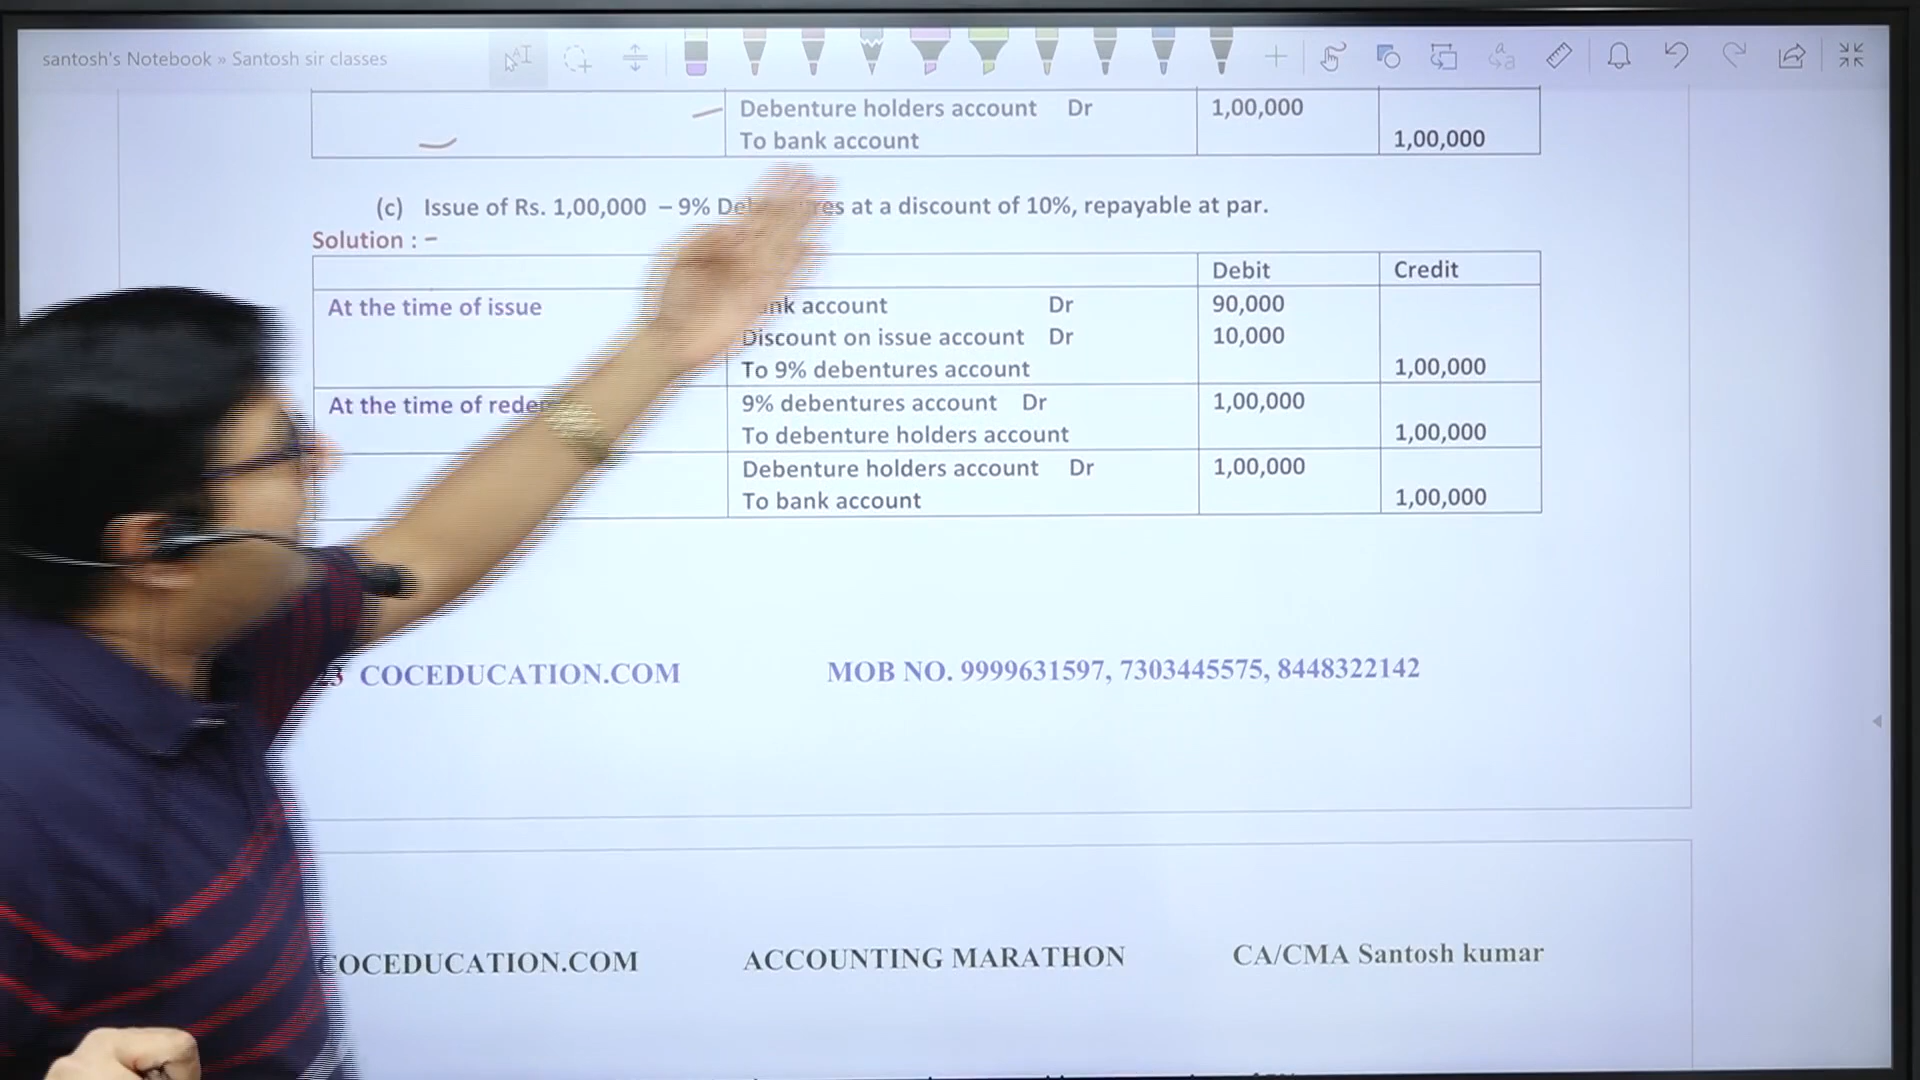 santosh's Notebook » Santosh sir classes
Debenture holders account Dr 1,00,000
To bank account 1,00,000
(c) Issue of Rs. 1,00,000 – 9% at a discount of 10%, repayable at par.
Solution : –
Debit Credit
At the time of issue account Dr 90,000
Discount on issue account Dr 10,000
To 9% debentures account 1,00,000
At the time of 9% debentures account Dr 1,00,000
To debenture holders account 1,00,000
Debenture holders account Dr 1,00,000
To bank account 1,00,000
COCEDUCATION.COM MOB NO. 9999631597, 7303445575, 8448322142
COCEDUCATION.COM ACCOUNTING MARATHON CA/CMA Santosh kumar